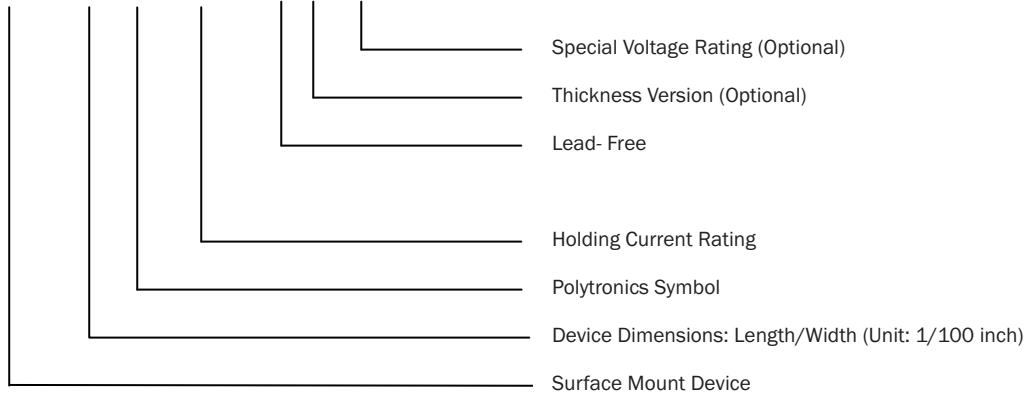 Special Voltage Rating (Optional)
Thickness Version (Optional)
Lead- Free
Holding Current Rating
Polytronics Symbol
Device Dimensions: Length/Width (Unit: 1/100 inch)
Surface Mount Device